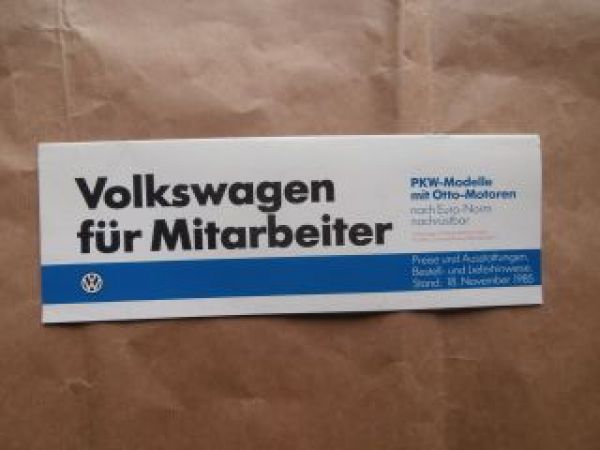 Volkswagen
für Mitarbeiter
PKW-Modelle
mit Otto-Motoren
nach Euro-Norm
nachrüstbar
Preise und Ausstattungen,
Bestell- und Lieferhinweise.
Stand: 18. November 1985